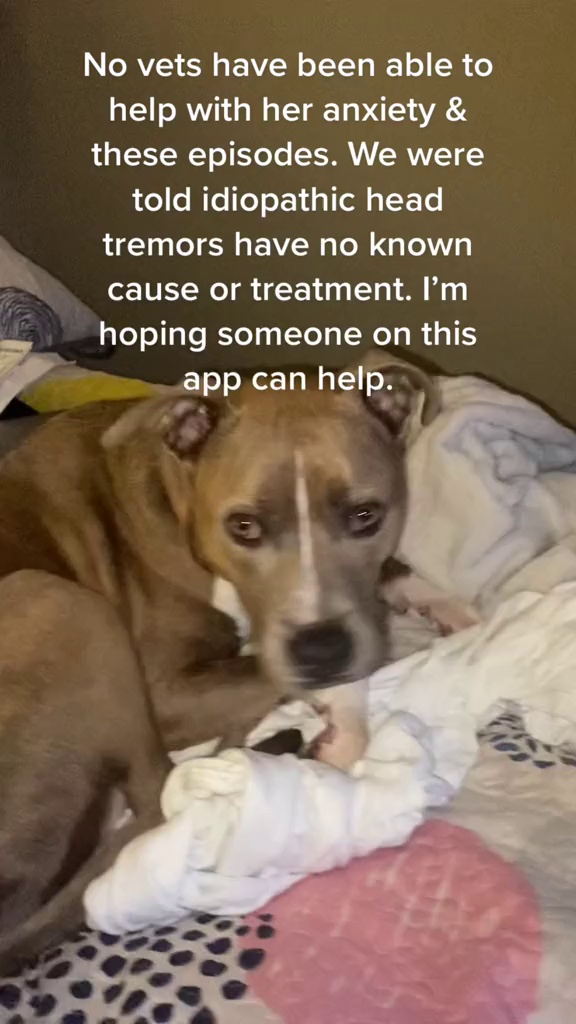 No vets have been able to
help with her anxiety &
these episodes. We were
told idiopathic head
tremors have no known
cause or treatment. I’m
hoping someone on this
app can help.